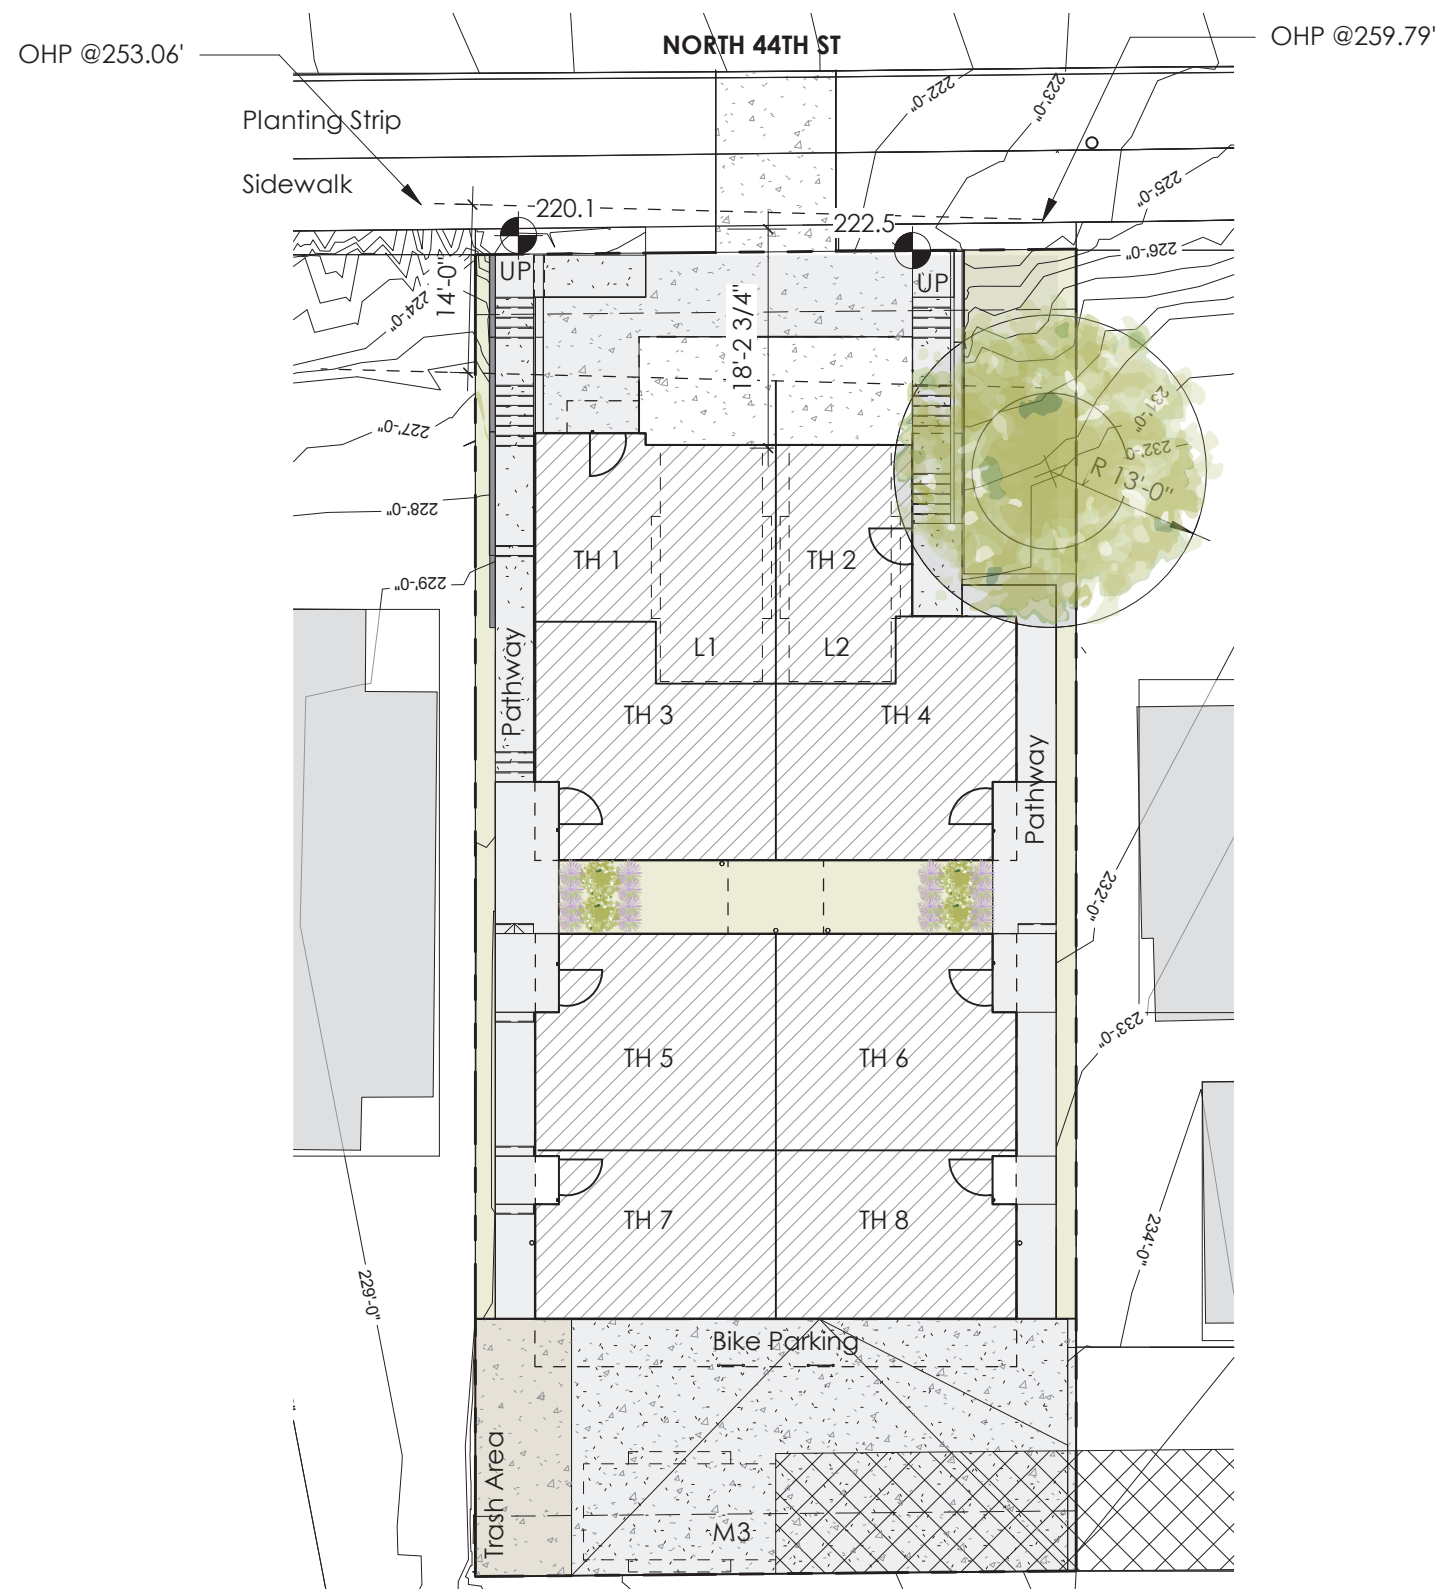 NORTH 44TH ST
OHP @253.06'
OHP @259.79'
Planting Strip
Sidewalk
222'-0"
223'-0"
225'-0"
220.1
222.5
226'-0"
UP
UP
14'-0"
224'-0"
18'-2 3/4"
227'-0"
231'-0"
232'-0"
R 13'-0"
228'-0"
229'-0"
TH 1
TH 2
L1
L2
Pathway
TH 3
TH 4
Pathway
232'-0"
233'-0"
TH 5
TH 6
TH 7
TH 8
234'-0"
229'-0"
Bike Parking
Trash Area
M3